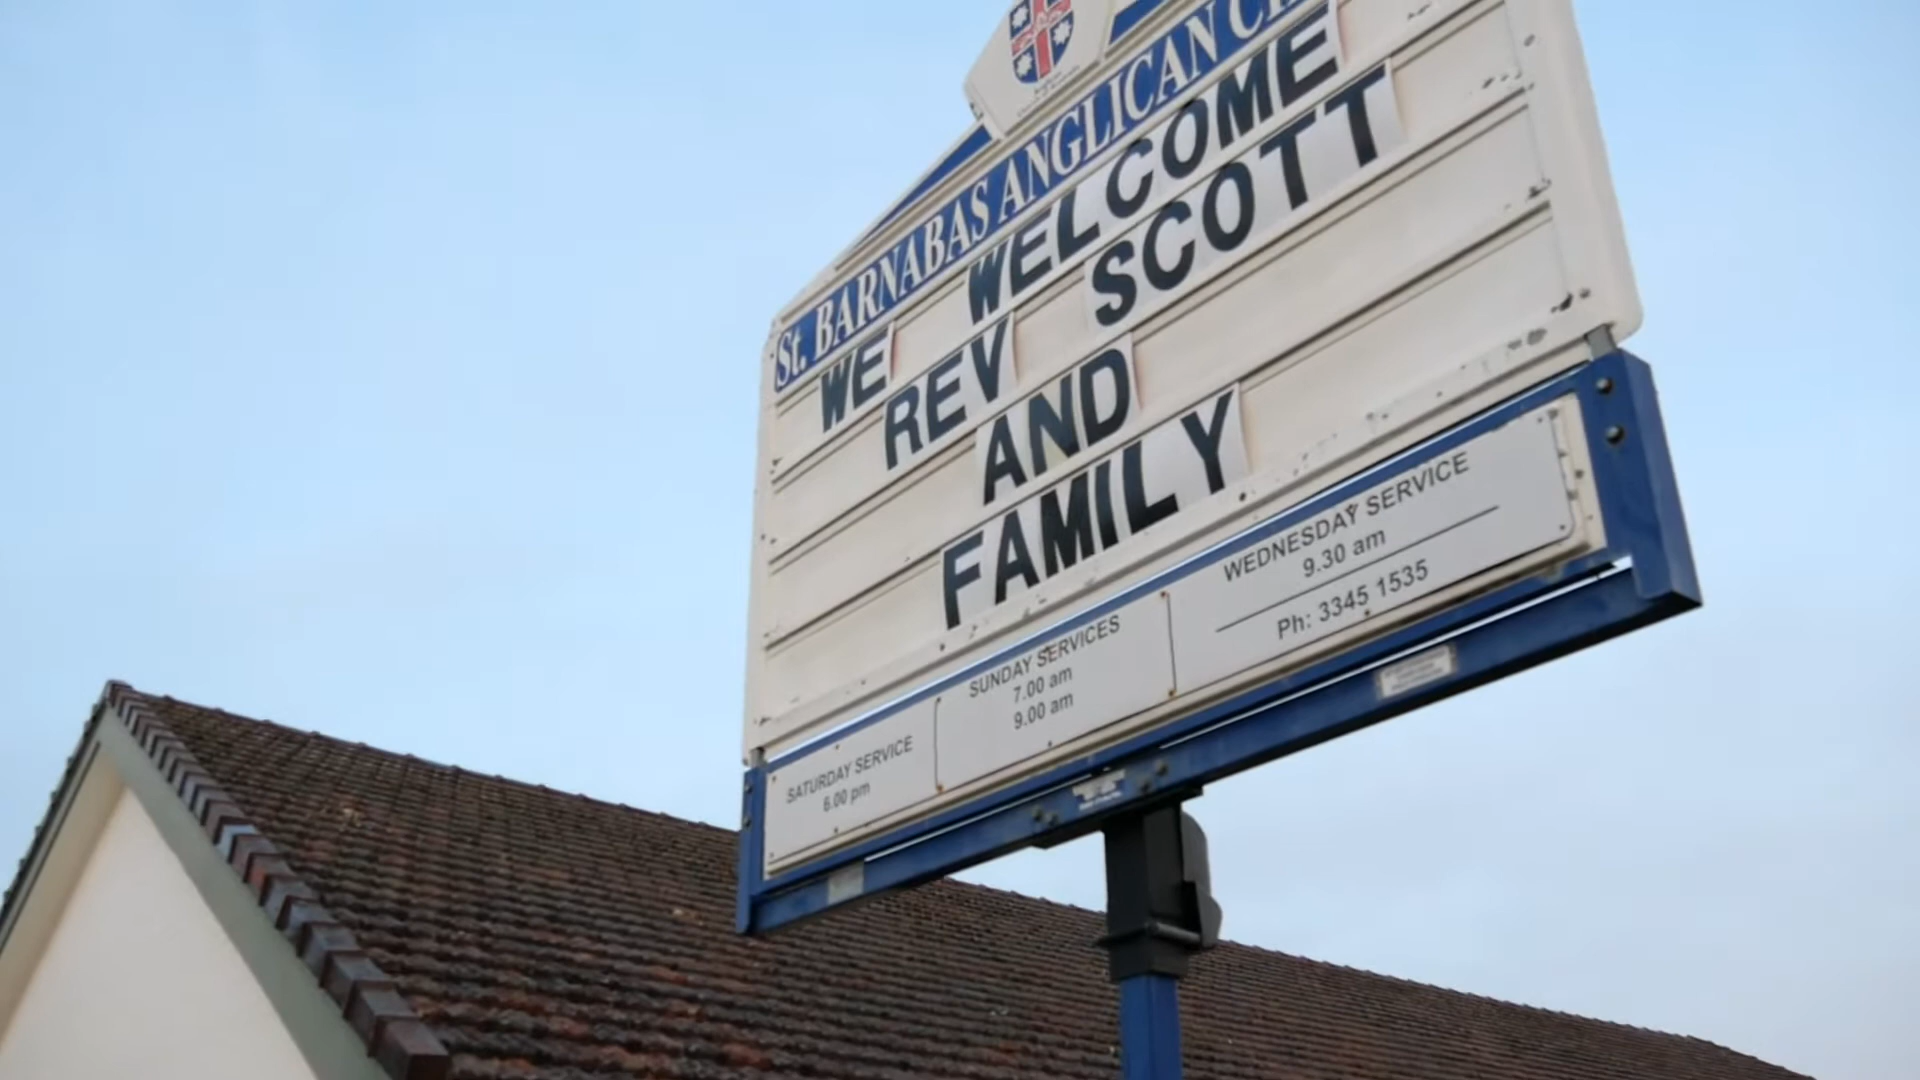 St. BARNABAS ANGLICAN
WE WELCOME
REV SCOTT
AND
FAMILY
SATURDAY SERVICE
6.00 pm
SUNDAY SERVICES
7.00 am
9.00 am
WEDNESDAY SERVICE
9.30 am
Ph: 3345 1535